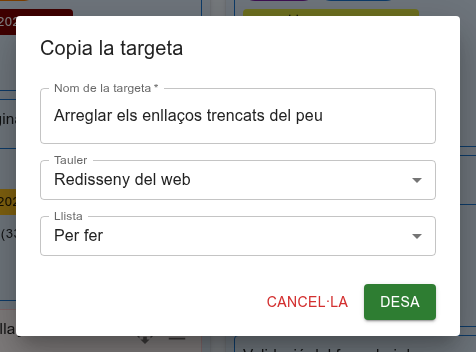 Copia la targeta
Nom de la targeta *
Arreglar els enllaços trencats del peu
Tauler
Redisseny del web
Llista
Per fer
CANCEL·LA
DESA